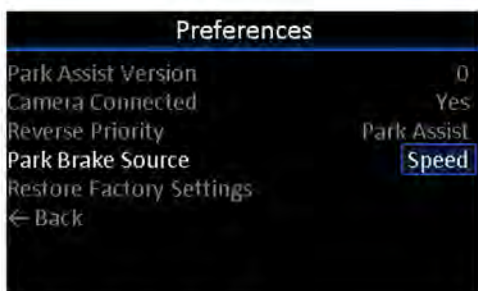 Preferences
Park Assist Version 0
Camera Connected Yes
Reverse Priority Park Assist
Park Brake Source Speed
Restore Factory Settings
← Back